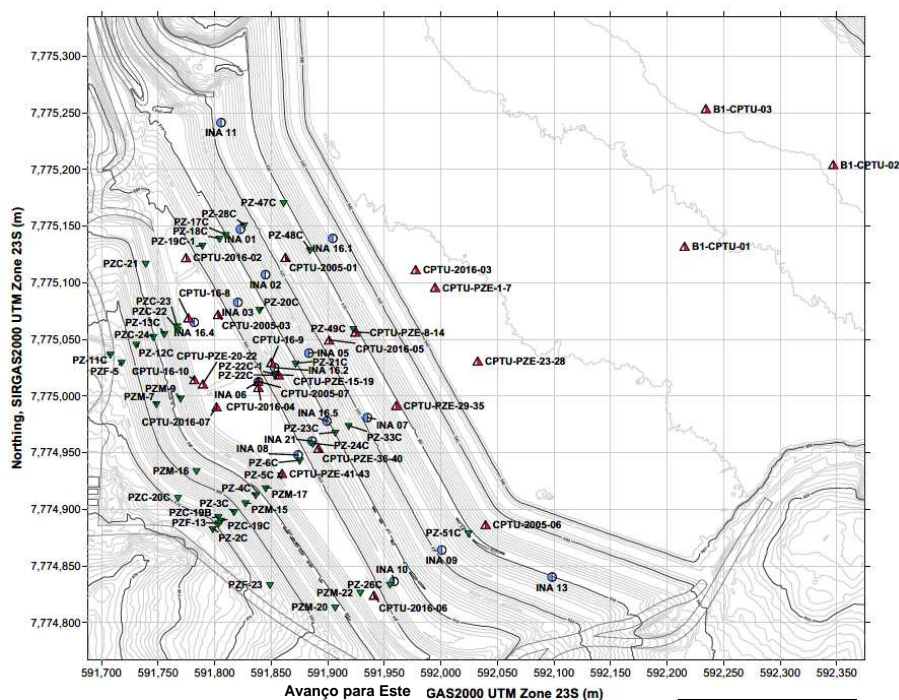 7,775,300
7,775,250
7,775,200
7,775,150
7,775,100
7,775,050
7,775,000
7,774,950
7,774,900
7,774,850
7,774,800
Northing, SIRGAS2000 UTM Zone 23S (m)
B1-CPTU-03
INA 11
B1-CPTU-02
PZ-47C
PZ-28C
PZ-17C
PZ-18C
PZ-19C-1
INA 01
PZ-48C
INA 16.1
B1-CPTU-01
PZC-21
CPTU-2016-02
CPTU-2005-01
CPTU-2016-03
INA 02
CPTU-PZE-1-7
CPTU-16-8
PZC-23
PZC-22
PZ-13C
PZC-24
INA 03
PZ-20C
CPTU-2005-03
INA 16.4
PZ-49C
CPTU-PZE-8-14
PZ-12C
CPTU-16-9
CPTU-2016-05
PZ-11C
PZF-5
CPTU-PZE-20-22
INA 05
PZ-21C
CPTU-PZE-23-28
CPTU-16-10
PZ-22C-1
PZ-22C
INA 16.2
CPTU-PZE-15-19
PZM-9
PZM-7
INA 06
CPTU-2005-07
CPTU-2016-04
CPTU-PZE-29-35
CPTU-2016-07
INA 16.5
INA 07
PZ-23C
PZ-33C
INA 21
PZ-24C
INA 08
CPTU-PZE-36-40
PZ-6C
PZM-16
PZ-5C
CPTU-PZE-41-43
PZ-4C
PZM-17
PZC-20C
PZ-3C
PZM-15
PZC-19B
PZF-13
PZC-19C
PZ-2C
CPTU-2005-06
PZ-51C
INA 09
INA 10
INA 13
PZF-23
PZ-26C
PZM-22
PZM-20
CPTU-2016-06
591,700
591,750
591,800
591,850
591,900
591,950
592,000
592,050
592,100
592,150
592,200
592,250
592,300
592,350
Avanço para Este GAS2000 UTM Zone 23S (m)